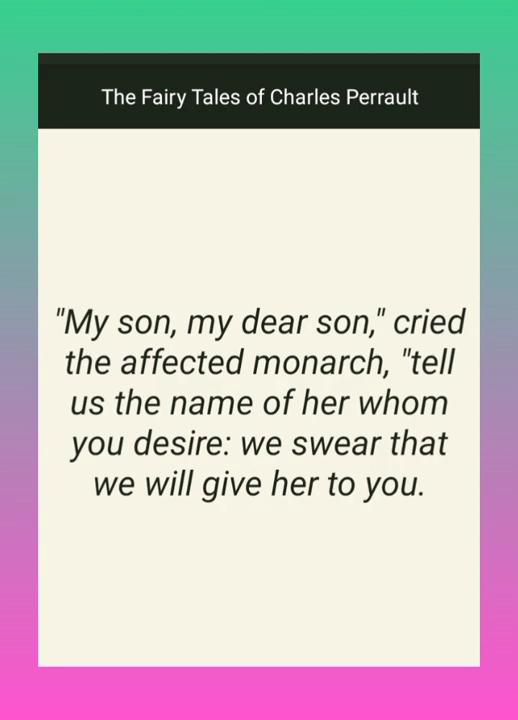 The Fairy Tales of Charles Perrault
"My son, my dear son," cried
the affected monarch, "tell
us the name of her whom
you desire: we swear that
we will give her to you.